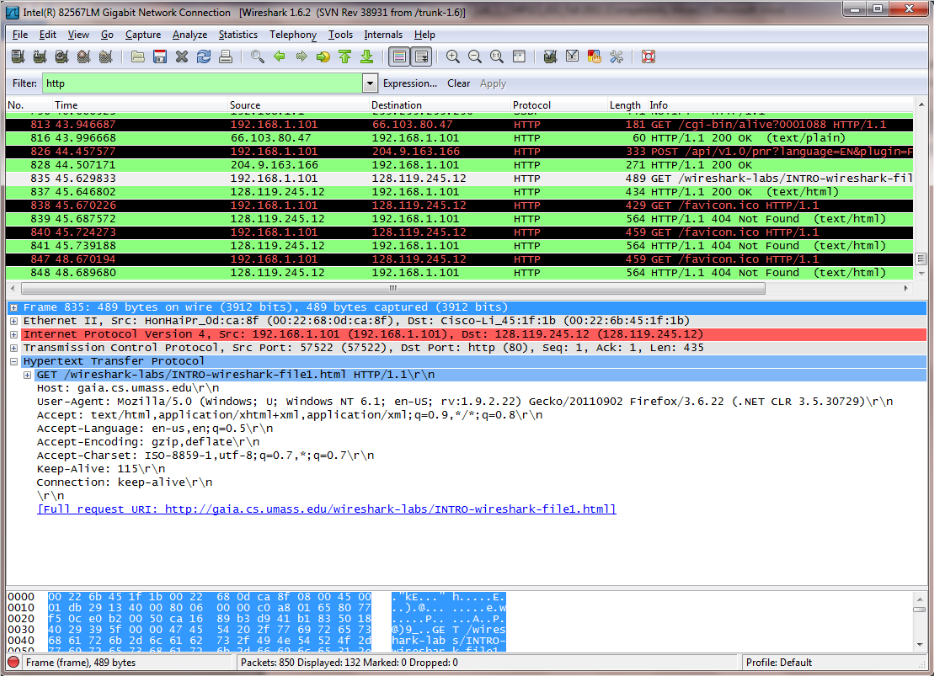 Intel(R) 82567LM Gigabit Network Connection [Wireshark 1.6.2 (SVN Rev 38931 from /trunk-1.6)]
File Edit View Go Capture Analyze Statistics Telephony Tools Internals Help
Filter: http Expression... Clear Apply
No. Time Source Destination Protocol Length Info
813 43.946687 192.168.1.101 66.103.80.47 HTTP 181 GET /cgi-bin/alive?0001088 HTTP/1.1
816 43.996668 66.103.80.47 192.168.1.101 HTTP 60 HTTP/1.1 200 OK (text/plain)
826 44.457577 192.168.1.101 204.9.163.166 HTTP 333 POST /api/v1.0/pnr?language=EN&plugin=F
828 44.507171 204.9.163.166 192.168.1.101 HTTP 271 HTTP/1.1 200 OK
835 45.629833 192.168.1.101 128.119.245.12 HTTP 489 GET /wireshark-labs/INTRO-wireshark-fil
837 45.646802 128.119.245.12 192.168.1.101 HTTP 434 HTTP/1.1 200 OK (text/html)
838 45.670226 192.168.1.101 128.119.245.12 HTTP 429 GET /favicon.ico HTTP/1.1
839 45.687572 128.119.245.12 192.168.1.101 HTTP 564 HTTP/1.1 404 Not Found (text/html)
840 45.724273 192.168.1.101 128.119.245.12 HTTP 459 GET /favicon.ico HTTP/1.1
841 45.739188 128.119.245.12 192.168.1.101 HTTP 564 HTTP/1.1 404 Not Found (text/html)
847 48.670194 192.168.1.101 128.119.245.12 HTTP 459 GET /favicon.ico HTTP/1.1
848 48.689680 128.119.245.12 192.168.1.101 HTTP 564 HTTP/1.1 404 Not Found (text/html)
Frame 835: 489 bytes on wire (3912 bits), 489 bytes captured (3912 bits)
Ethernet II, Src: HonHaiPr_0d:ca:8f (00:22:68:0d:ca:8f), Dst: Cisco-Li_45:1f:1b (00:22:6b:45:1f:1b)
Internet Protocol Version 4, Src: 192.168.1.101 (192.168.1.101), Dst: 128.119.245.12 (128.119.245.12)
Transmission Control Protocol, Src Port: 57522 (57522), Dst Port: http (80), Seq: 1, Ack: 1, Len: 435
Hypertext Transfer Protocol
GET /wireshark-labs/INTRO-wireshark-file1.html HTTP/1.1\r\n
Host: gaia.cs.umass.edu\r\n
User-Agent: Mozilla/5.0 (Windows; U; Windows NT 6.1; en-US; rv:1.9.2.22) Gecko/20110902 Firefox/3.6.22 (.NET CLR 3.5.30729)\r\n
Accept: text/html,application/xhtml+xml,application/xml;q=0.9,*/*;q=0.8\r\n
Accept-Language: en-us,en;q=0.5\r\n
Accept-Encoding: gzip,deflate\r\n
Accept-Charset: ISO-8859-1,utf-8;q=0.7,*;q=0.7\r\n
Keep-Alive: 115\r\n
Connection: keep-alive\r\n
\r\n
[Full request URI: http://gaia.cs.umass.edu/wireshark-labs/INTRO-wireshark-file1.html]
0000 00 22 6b 45 1f 1b 00 22 68 0d ca 8f 08 00 45 00 ."kE..." h.....E.
0010 01 db 29 13 40 00 80 06 00 00 c0 a8 01 65 80 77 ..).@... .....e.w
0020 f5 0c e0 b2 00 50 ca 16 89 b3 d9 41 b1 83 50 18 .....P.. ...A..P.
0030 40 29 39 5f 00 00 47 45 54 20 2f 77 69 72 65 73 @)9_..GE T /wires
0040 68 61 72 6b 2d 6c 61 62 73 2f 49 4e 54 52 4f 2d hark-lab s/INTRO-
0050 77 69 72 65 73 68 61 72 6b 2d 66 69 6c 65 31 2e wireshar k-file1.
Frame (frame), 489 bytes Packets: 850 Displayed: 132 Marked: 0 Dropped: 0 Profile: Default